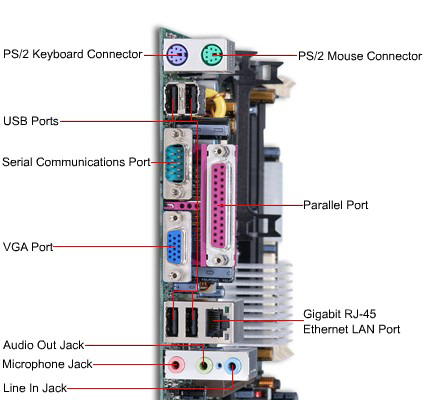 PS/2 Keyboard Connector
PS/2 Mouse Connector
USB Ports
Serial Communications Port
Parallel Port
VGA Port
Gigabit RJ-45
Ethernet LAN Port
Audio Out Jack
Microphone Jack
Line In Jack